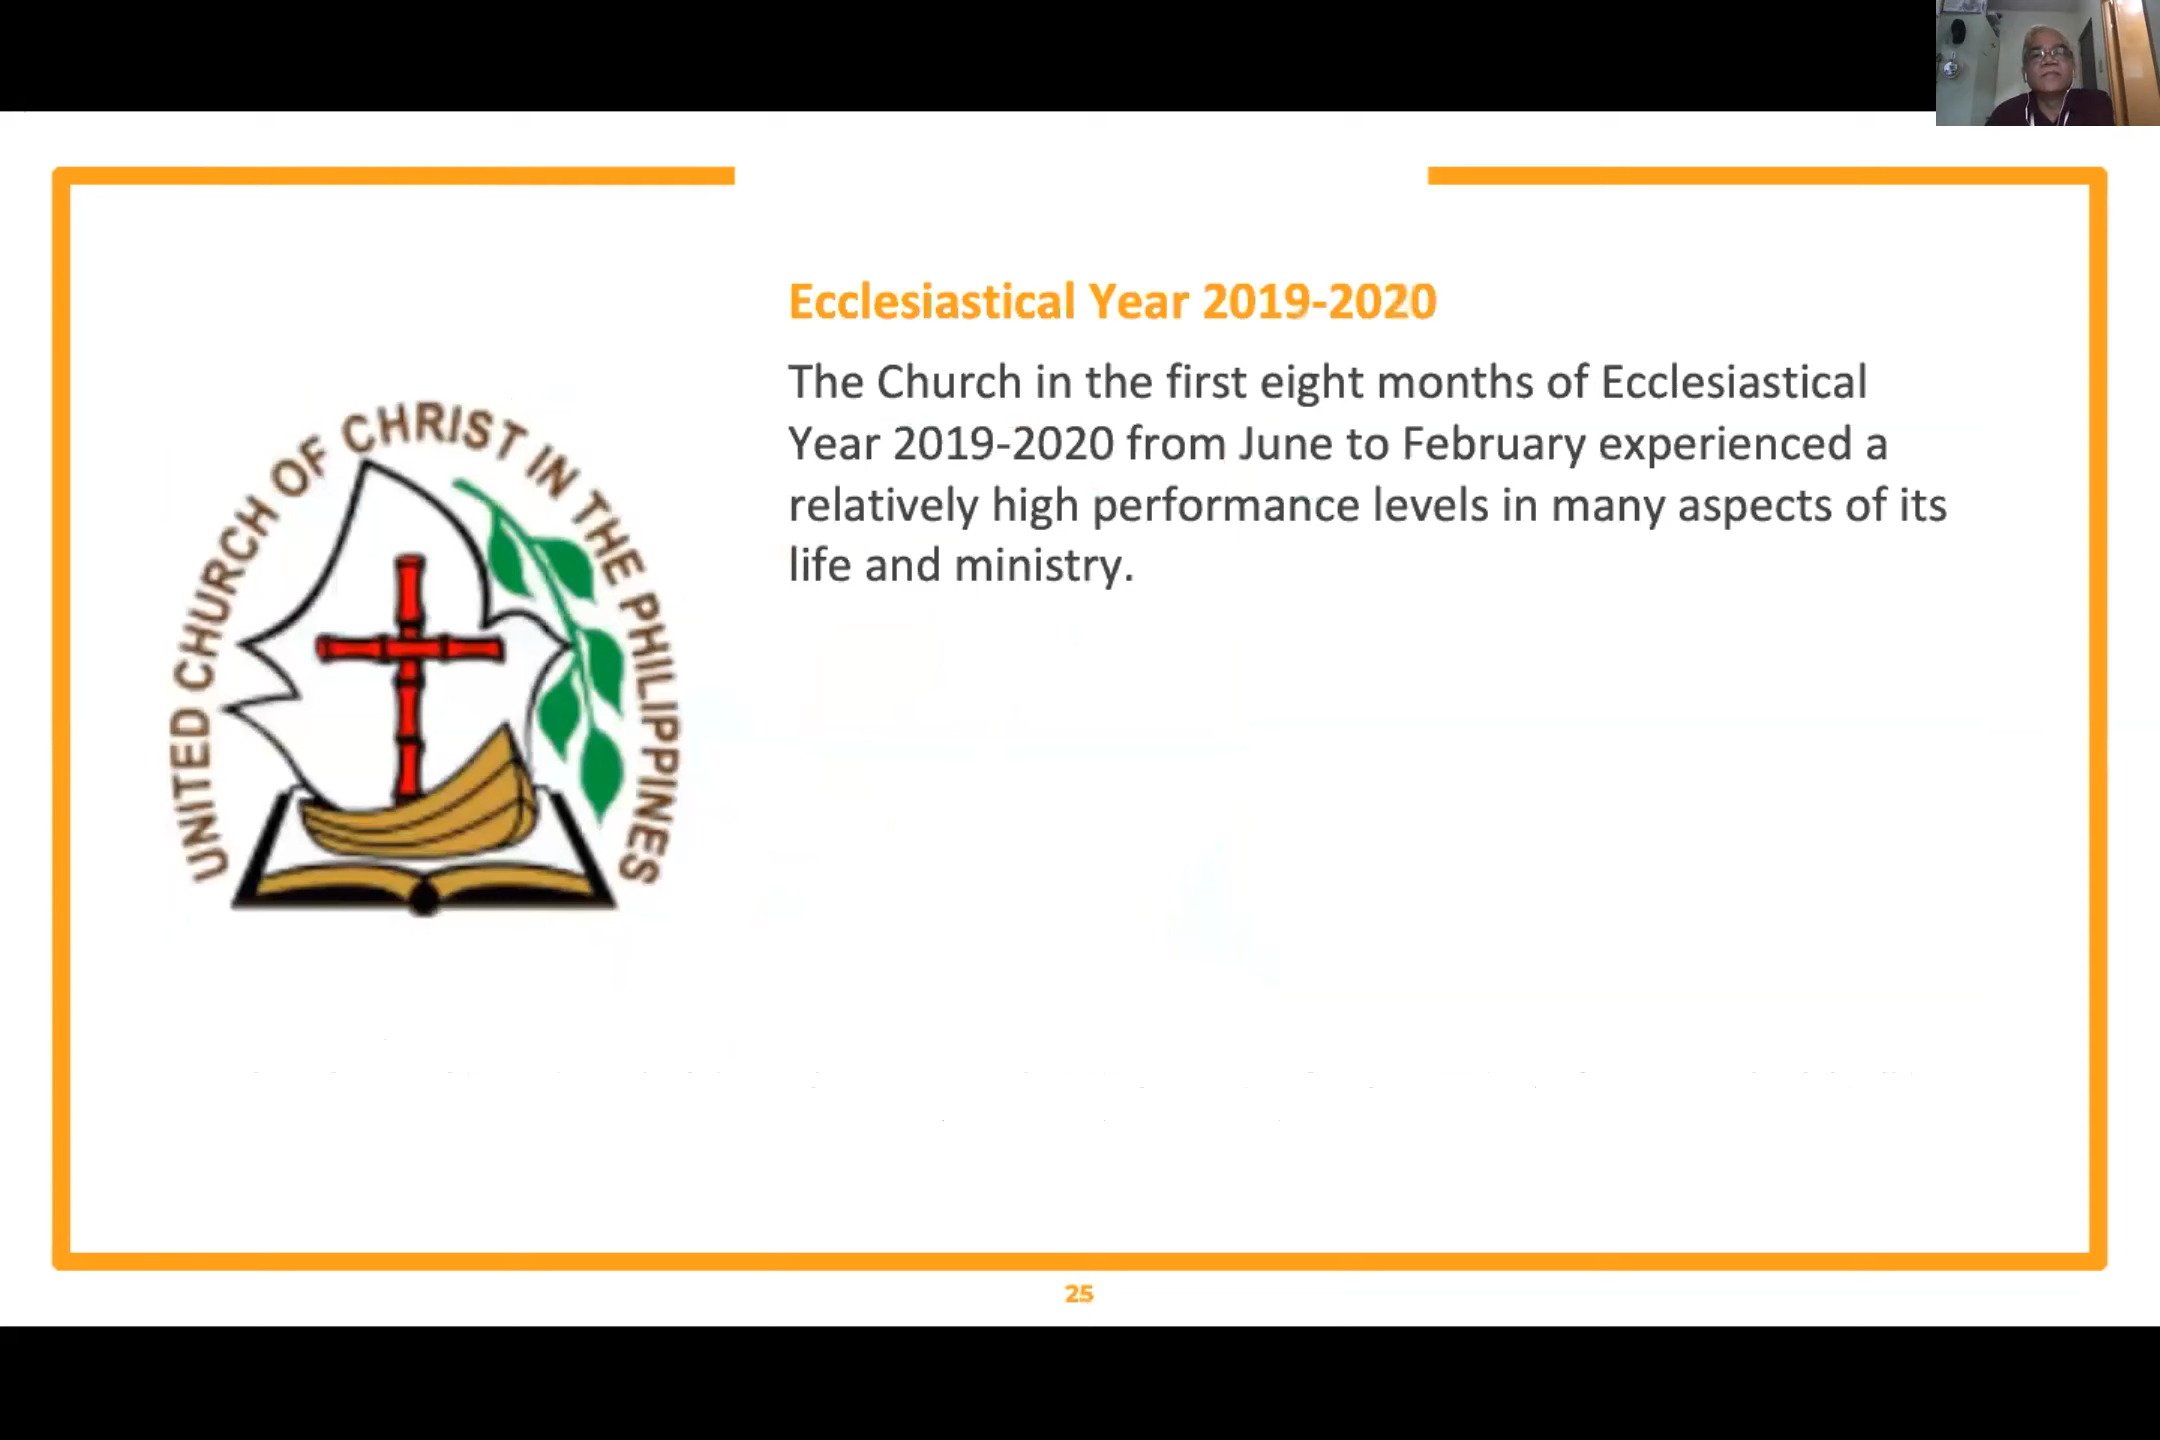 Ecclesiastical Year 2019-2020
The Church in the first eight months of Ecclesiastical
Year 2019-2020 from June to February experienced a
relatively high performance levels in many aspects of its
life and ministry.
UNITED CHURCH OF CHRIST IN THE PHILIPPINES
25